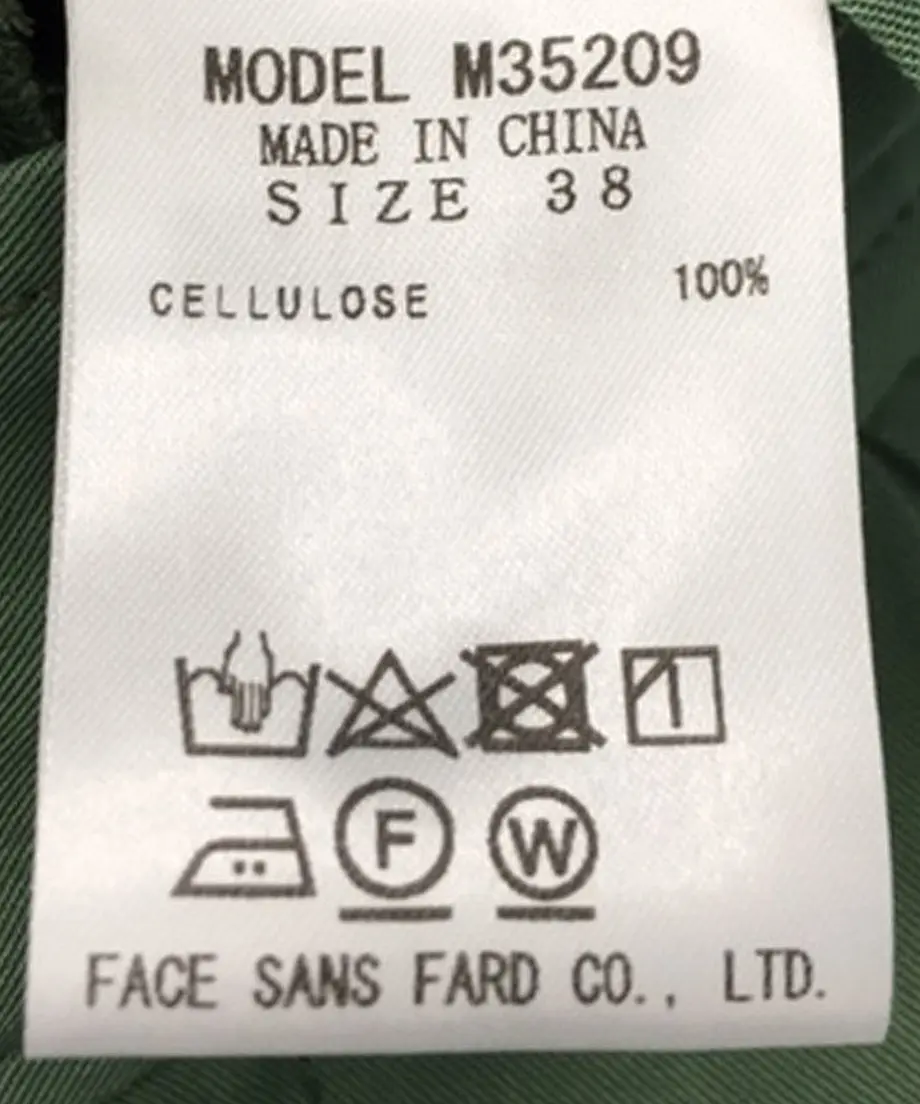 MODEL M35209
MADE IN CHINA
SIZE 38
CELLULOSE 100%
F W
FACE SANS FARD CO., LTD.